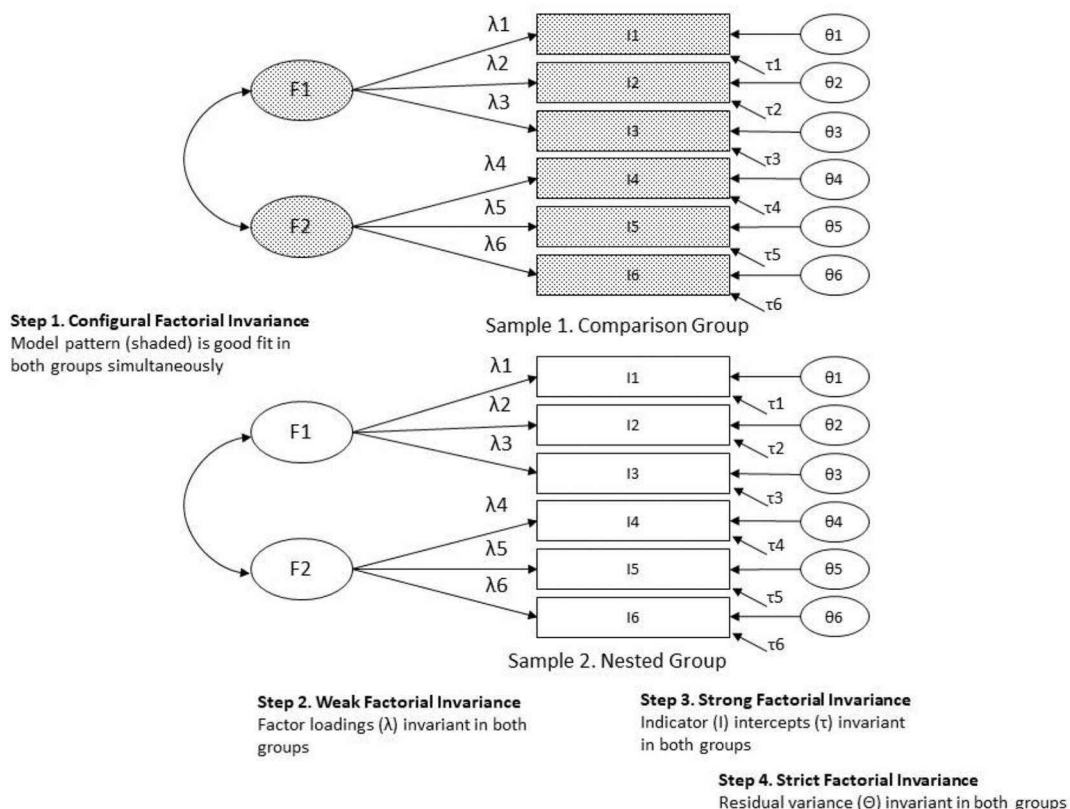 λ1
I1
θ1
τ1
λ2
I2
θ2
F1
τ2
λ3
I3
θ3
τ3
λ4
I4
θ4
τ4
λ5
I5
θ5
F2
τ5
λ6
I6
θ6
τ6
Step 1. Configural Factorial Invariance
Model pattern (shaded) is good fit in
both groups simultaneously
Sample 1. Comparison Group
λ1
I1
θ1
τ1
λ2
I2
θ2
F1
τ2
λ3
I3
θ3
τ3
λ4
I4
θ4
τ4
λ5
I5
θ5
F2
τ5
λ6
I6
θ6
τ6
Sample 2. Nested Group
Step 2. Weak Factorial Invariance
Factor loadings (λ) invariant in both
groups
Step 3. Strong Factorial Invariance
Indicator (I) intercepts (τ) invariant
in both groups
Step 4. Strict Factorial Invariance
Residual variance (Θ) invariant in both groups